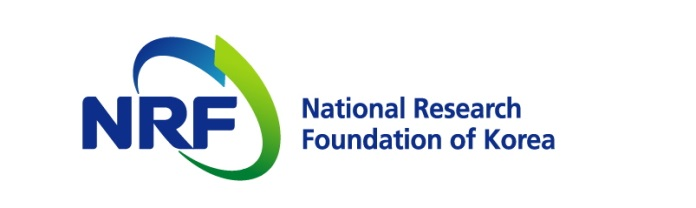 NRF
National Research
Foundation of Korea